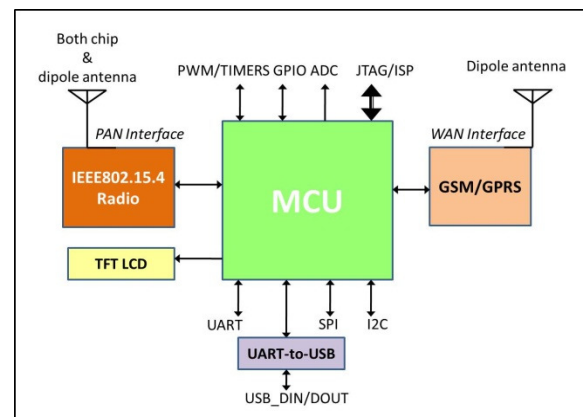 Both chip
&
dipole antenna
Dipole antenna
PWM/TIMERS GPIO ADC
JTAG/ISP
PAN Interface
WAN Interface
IEEE802.15.4
Radio
MCU
GSM/GPRS
TFT LCD
UART
SPI
I2C
UART-to-USB
USB_DIN/DOUT